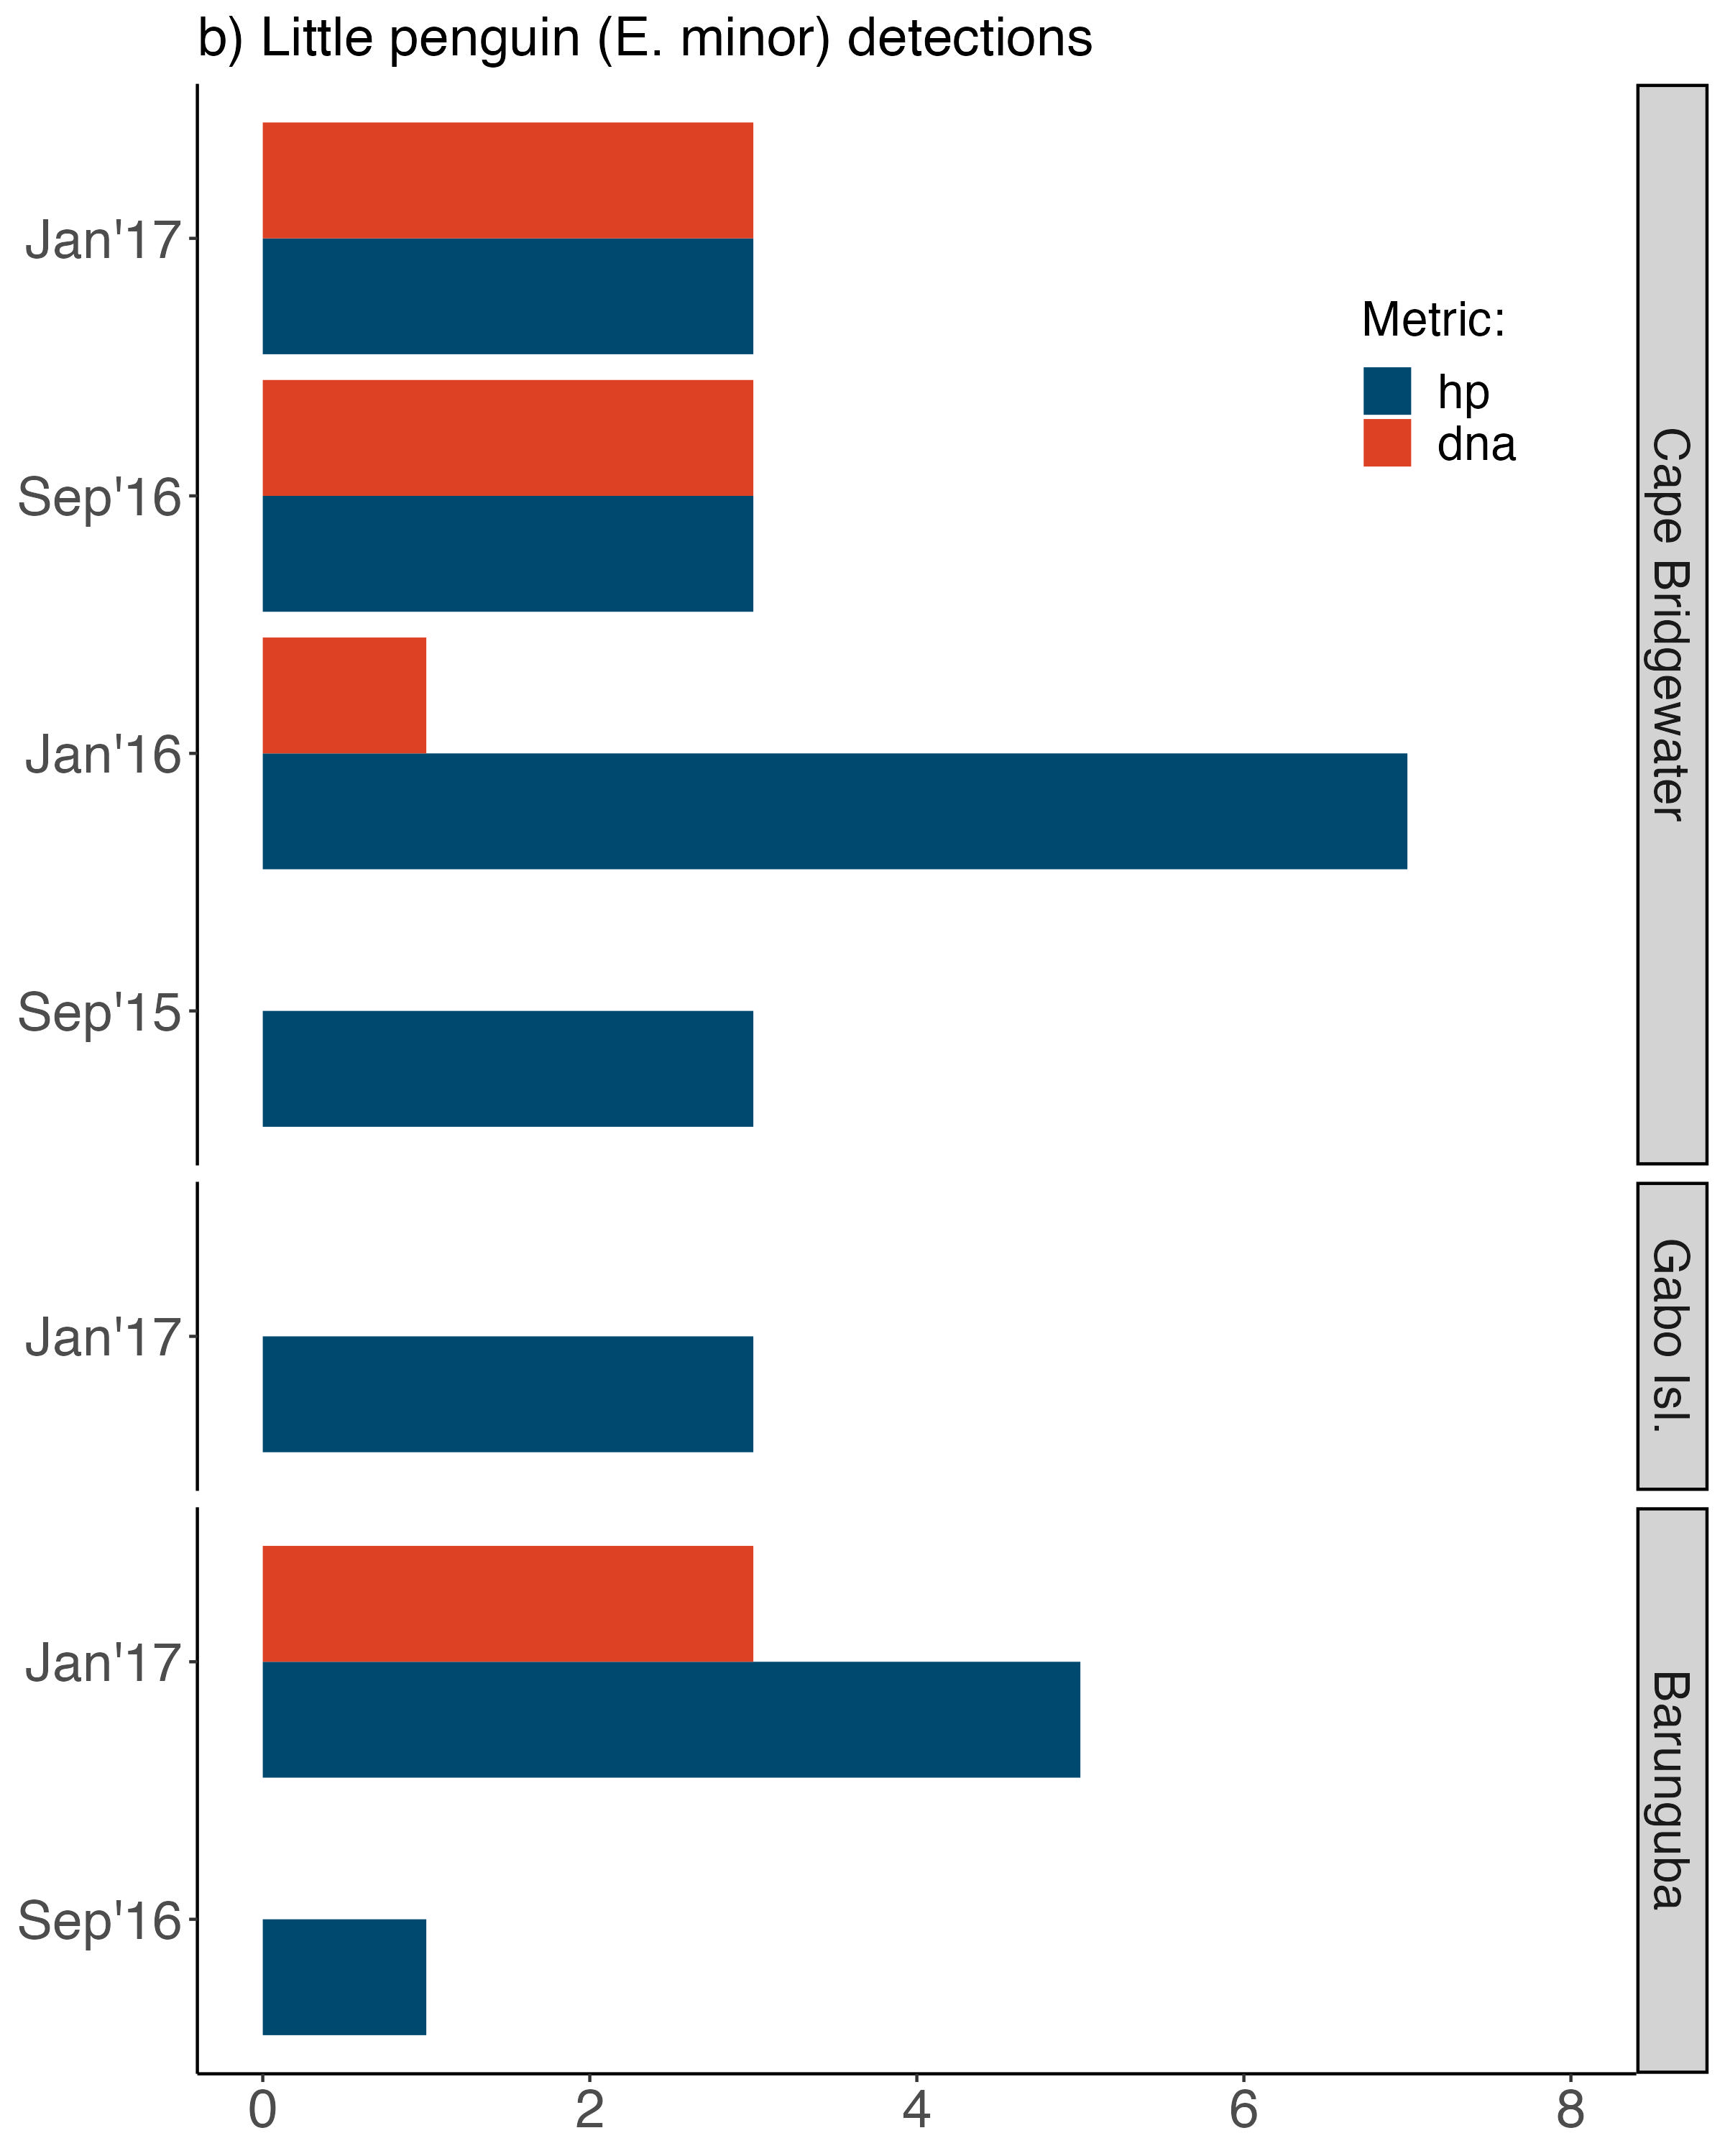 b) Little penguin (E. minor) detections
Jan'17
Sep'16
Jan'16
Sep'15
Cape Bridgewater
Metric:
hp
dna
Jan'17
Gabo Isl.
Jan'17
Sep'16
Barunguba
0 2 4 6 8